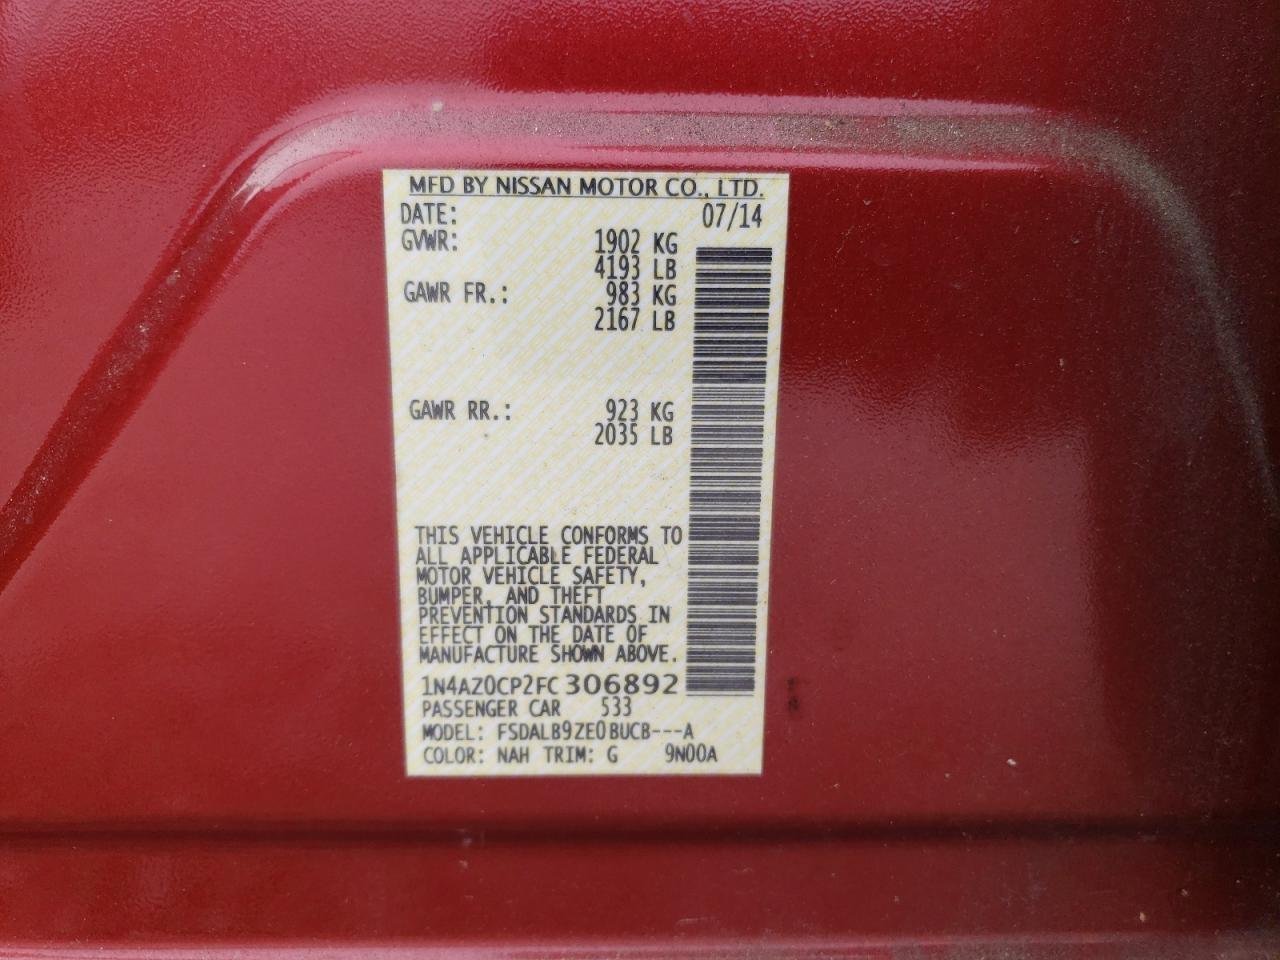 MFD BY NISSAN MOTOR CO., LTD.
DATE: 07/14
GVWR: 1902 KG
4193 LB
GAWR FR.: 983 KG
2167 LB
GAWR RR.: 923 KG
2035 LB
THIS VEHICLE CONFORMS TO
ALL APPLICABLE FEDERAL
MOTOR VEHICLE SAFETY,
BUMPER, AND THEFT
PREVENTION STANDARDS IN
EFFECT ON THE DATE OF
MANUFACTURE SHOWN ABOVE.
1N4AZ0CP2FC306892
PASSENGER CAR 533
MODEL: FSDALB9ZE0BUCB---A
COLOR: NAH TRIM: G 9N00A